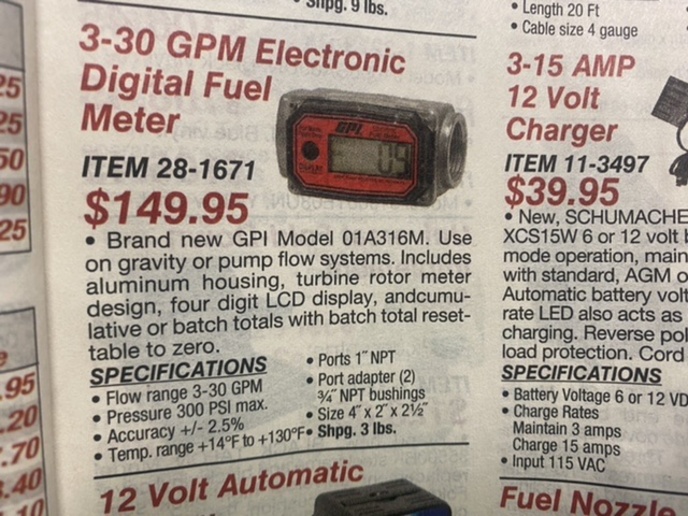 Shpg. 9 lbs.
3-30 GPM Electronic
Digital Fuel
Meter
GPI
09
ITEM 28-1671
$149.95
• Brand new GPI Model 01A316M. Use
on gravity or pump flow systems. Includes
aluminum housing, turbine rotor meter
design, four digit LCD display, andcumu-
lative or batch totals with batch total reset-
table to zero.
SPECIFICATIONS
• Flow range 3-30 GPM
• Pressure 300 PSI max.
• Accuracy +/- 2.5%
• Temp. range +14°F to +130°F
• Ports 1" NPT
• Port adapter (2)
¾" NPT bushings
• Size 4" x 2" x 2½"
• Shpg. 3 lbs.
12 Volt Automatic
• Length 20 Ft
• Cable size 4 gauge
3-15 AMP
12 Volt
Charger
ITEM 11-3497
$39.95
• New, SCHUMACHE
XCS15W 6 or 12 volt
mode operation, main
with standard, AGM o
Automatic battery volt
rate LED also acts as
charging. Reverse pol
load protection. Cord
SPECIFICATIONS
• Battery Voltage 6 or 12 VD
• Charge Rates
Maintain 3 amps
Charge 15 amps
• Input 115 VAC
Fuel Nozzle
25
25
50
90
25
.95
.20
.70
.40
.10